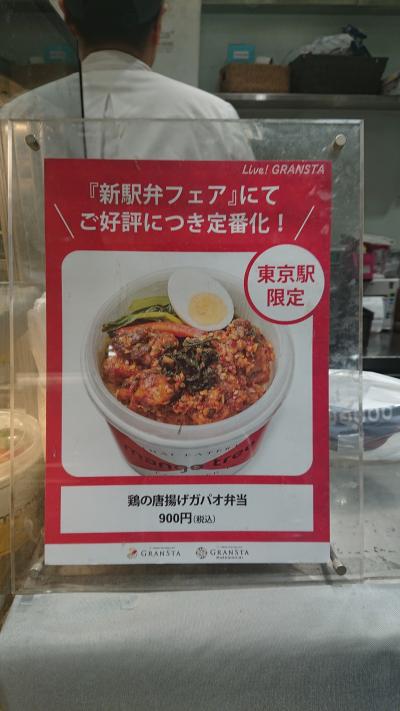 Live! GRANSTA
『新駅弁フェア』にて
ご好評につき定番化！
東京駅
限定
mango tree
鶏の唐揚げガパオ弁当
900円(税込)
GRANSTA
GRANSTA